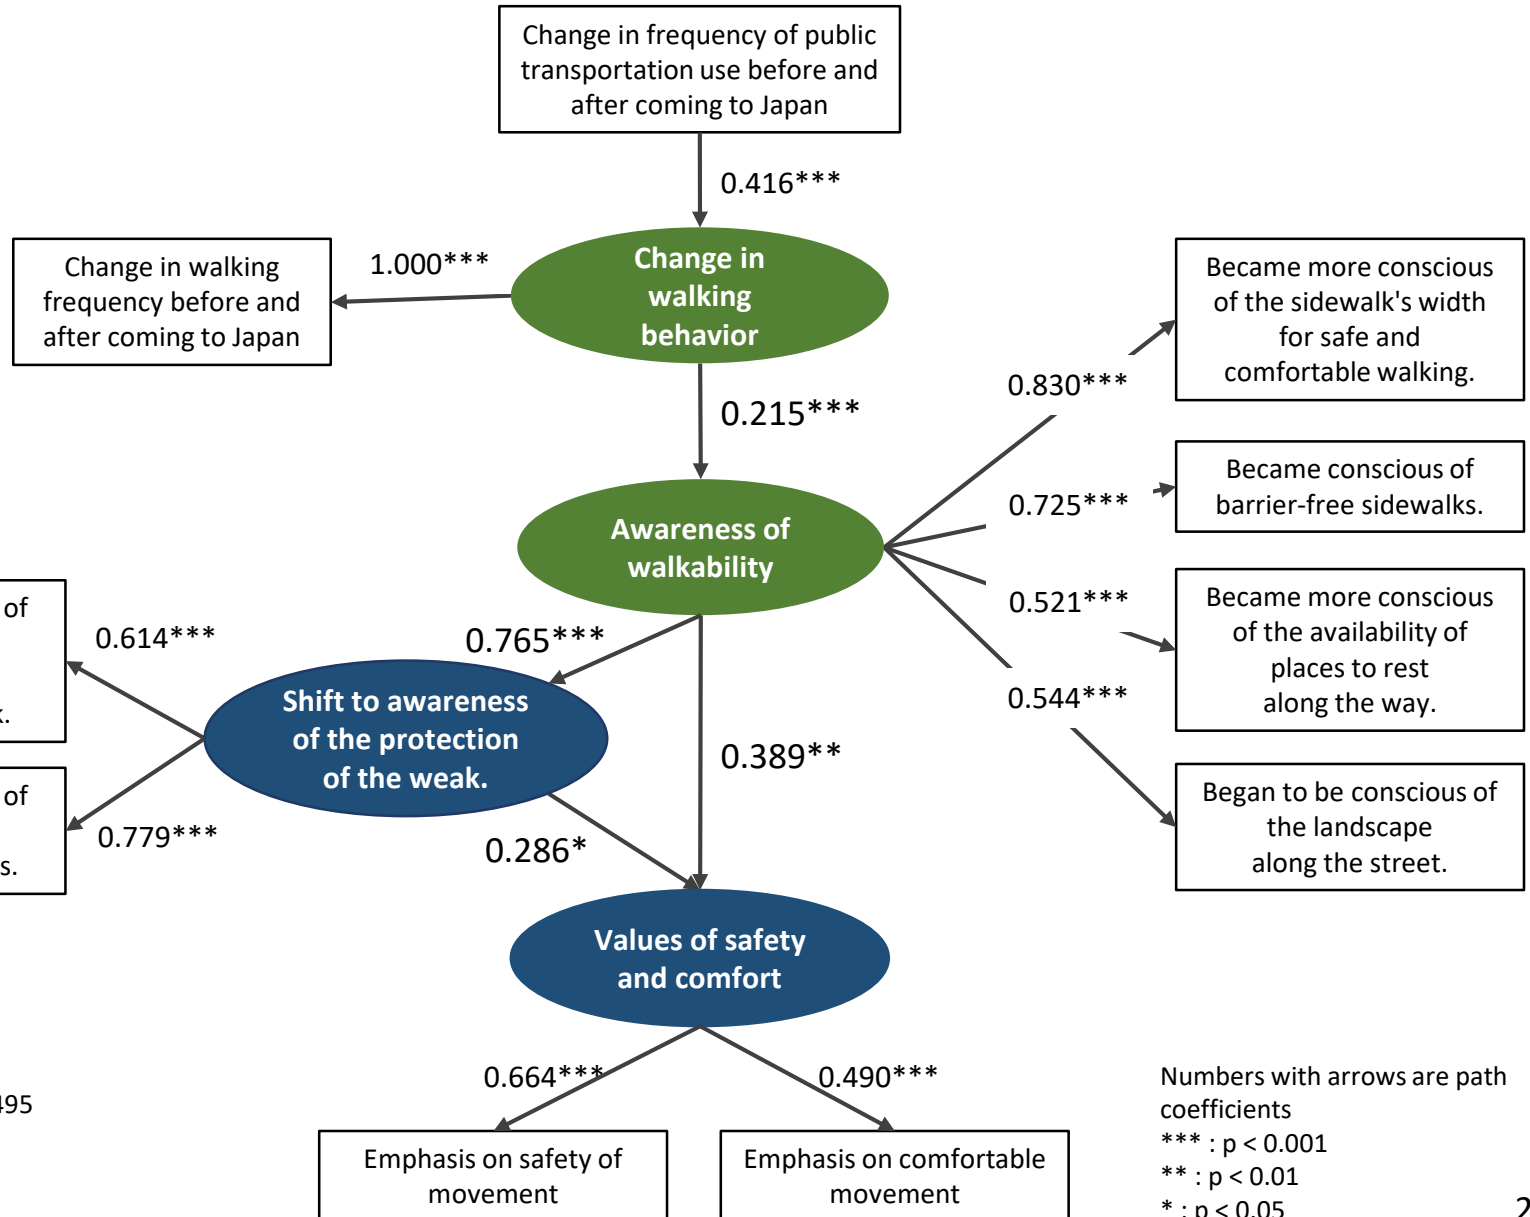 Change in frequency of public
transportation use before and
after coming to Japan
0.416***
Change in walking
frequency before and
after coming to Japan
1.000***
Change in
walking
behavior
0.215***
Became more conscious
of the sidewalk's width
for safe and
comfortable walking.
0.830***
Became conscious of
barrier-free sidewalks.
0.725***
Awareness of
walkability
0.521***
Became more conscious
of the availability of
places to rest
along the way.
0.544***
Began to be conscious of
the landscape
along the street.
of
0.614***
0.765***
Shift to awareness
of the protection
of the weak.
0.389**
of
s.
0.779***
0.286*
Values of safety
and comfort
0.664***
0.490***
Emphasis on safety of
movement
Emphasis on comfortable
movement
495
Numbers with arrows are path
coefficients
*** : p < 0.001
** : p < 0.01
* : p < 0.05
2